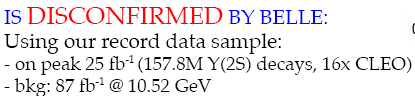 IS DISCONFIRMED BY BELLE:
Using our record data sample:
- on peak 25 fb⁻¹ (157.8M Υ(2S) decays, 16x CLEO)
- bkg: 87 fb⁻¹ @ 10.52 GeV